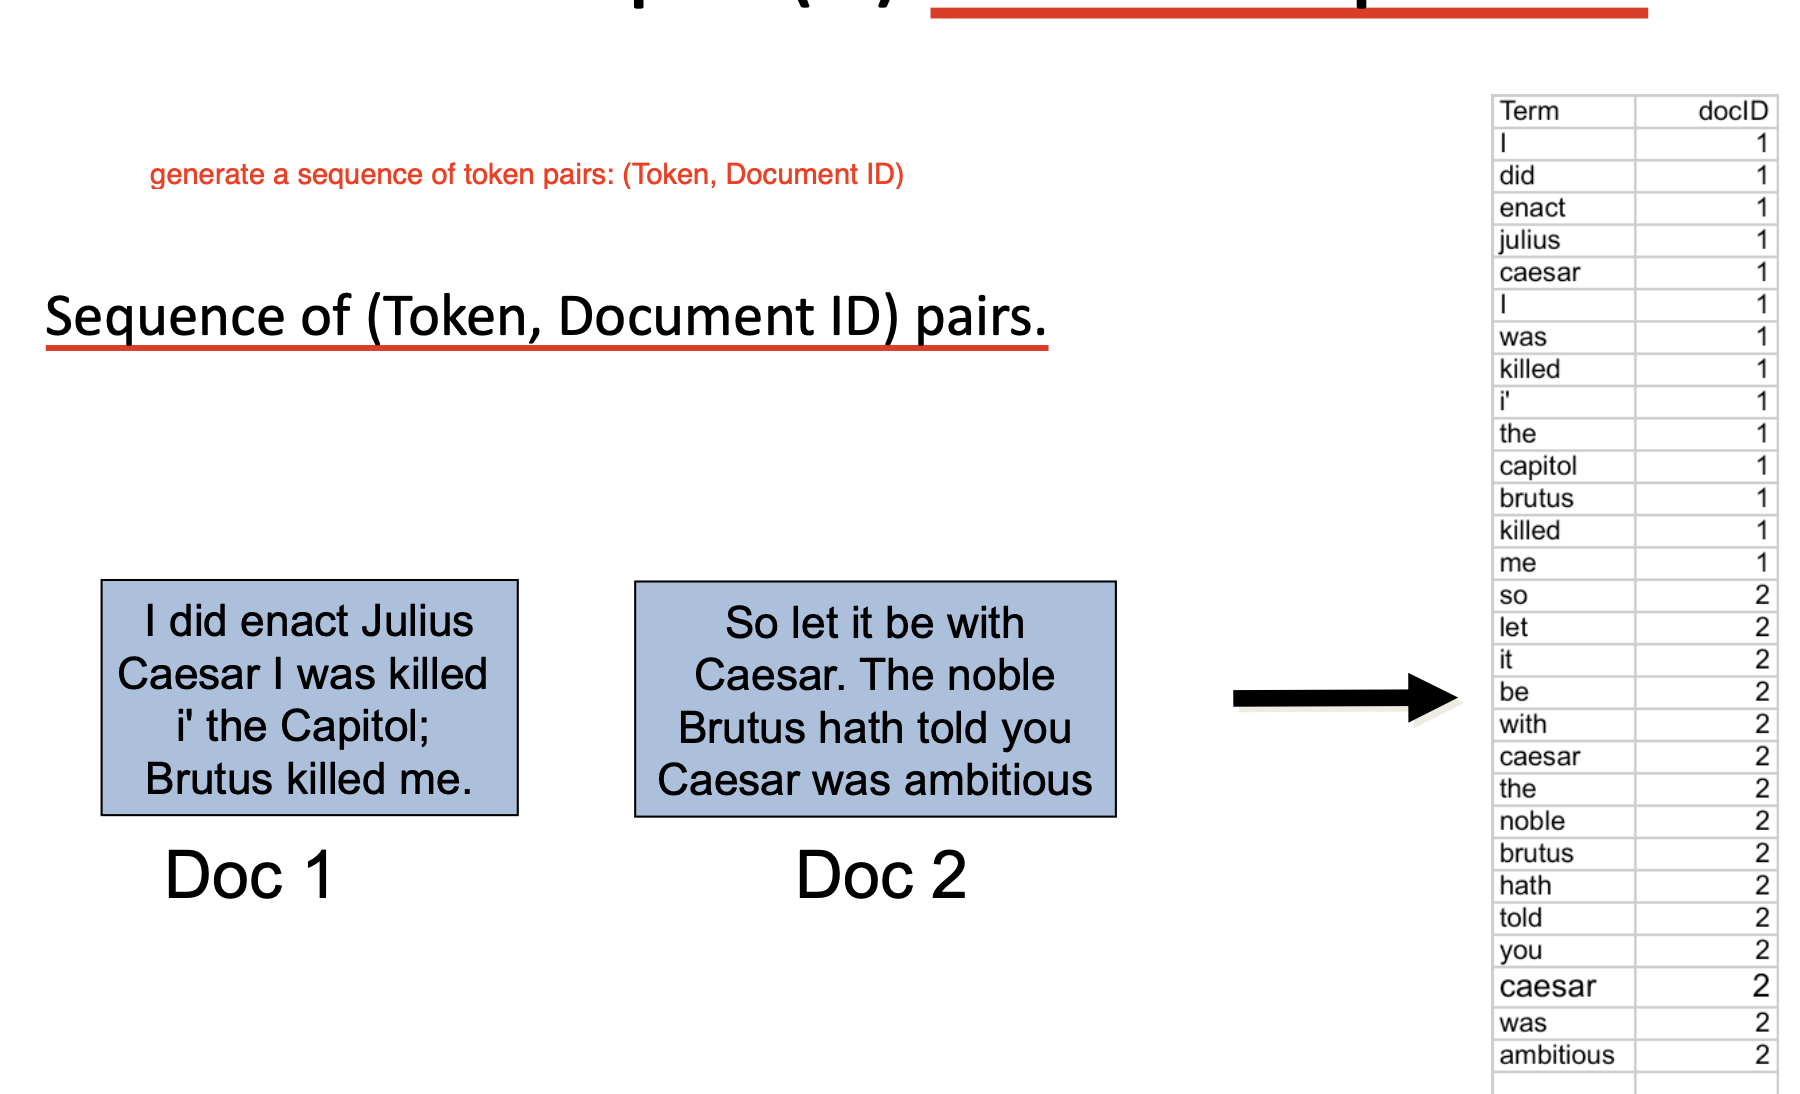 generate a sequence of token pairs: (Token, Document ID)
Sequence of (Token, Document ID) pairs.
I did enact Julius
Caesar I was killed
i' the Capitol;
Brutus killed me.
Doc 1
So let it be with
Caesar. The noble
Brutus hath told you
Caesar was ambitious
Doc 2
Term docID
I 1
did 1
enact 1
julius 1
caesar 1
I 1
was 1
killed 1
i' 1
the 1
capitol 1
brutus 1
killed 1
me 1
so 2
let 2
it 2
be 2
with 2
caesar 2
the 2
noble 2
brutus 2
hath 2
told 2
you 2
caesar 2
was 2
ambitious 2